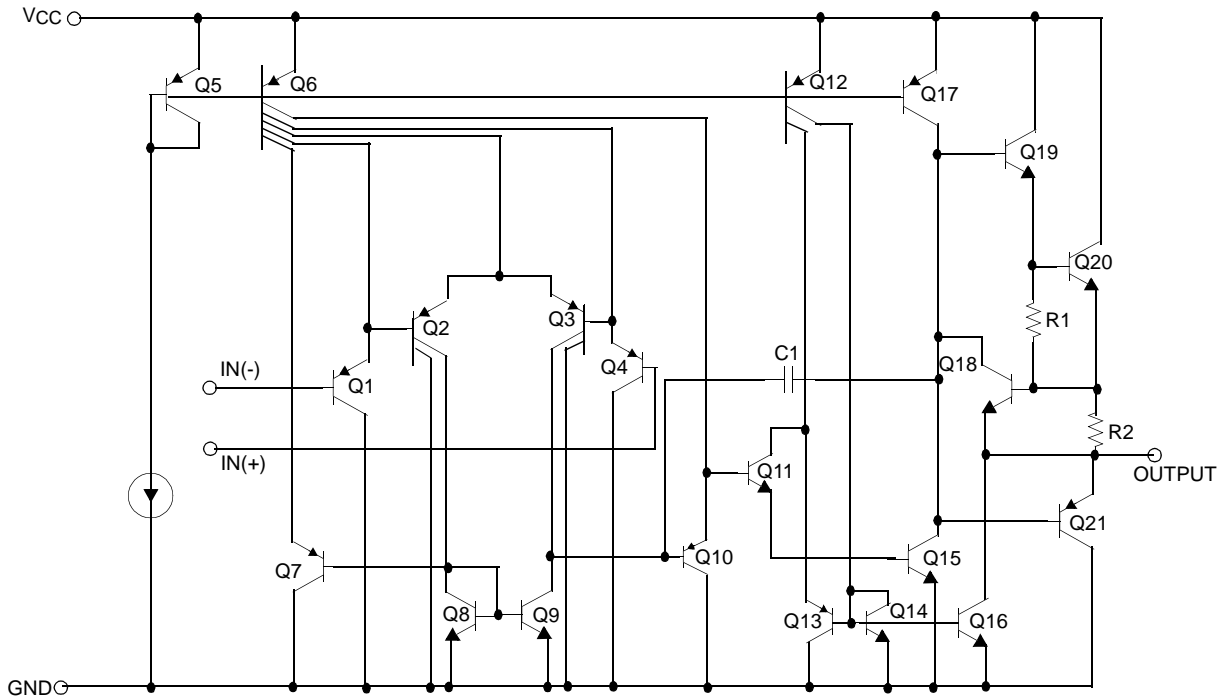 VCC
Q5
Q6
Q12
Q17
Q19
Q20
Q2
Q3
R1
C1
Q18
Q4
IN(-)
Q1
R2
IN(+)
Q11
OUTPUT
Q21
Q7
Q10
Q15
Q8
Q9
Q13
Q14
Q16
GND